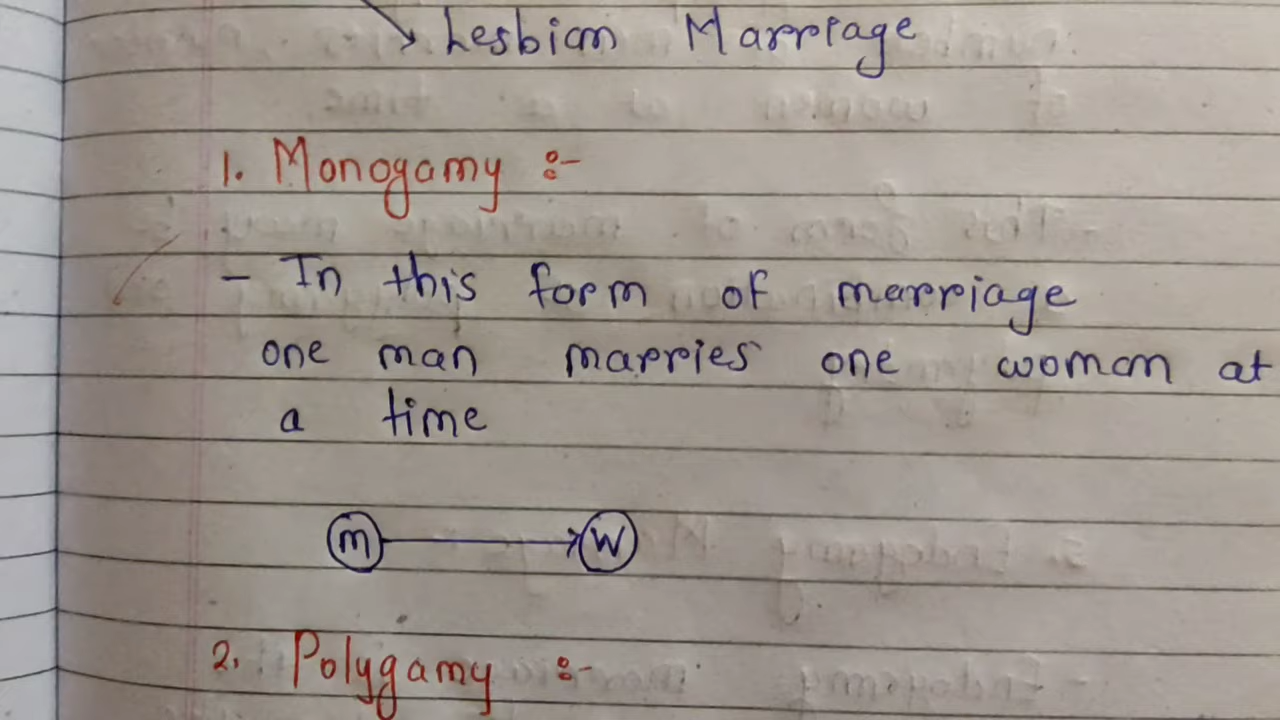 Lesbian Marriage
1. Monogamy :-
- In this form of marriage
one man marries one woman at
a time
m → W
2. Polygamy :-